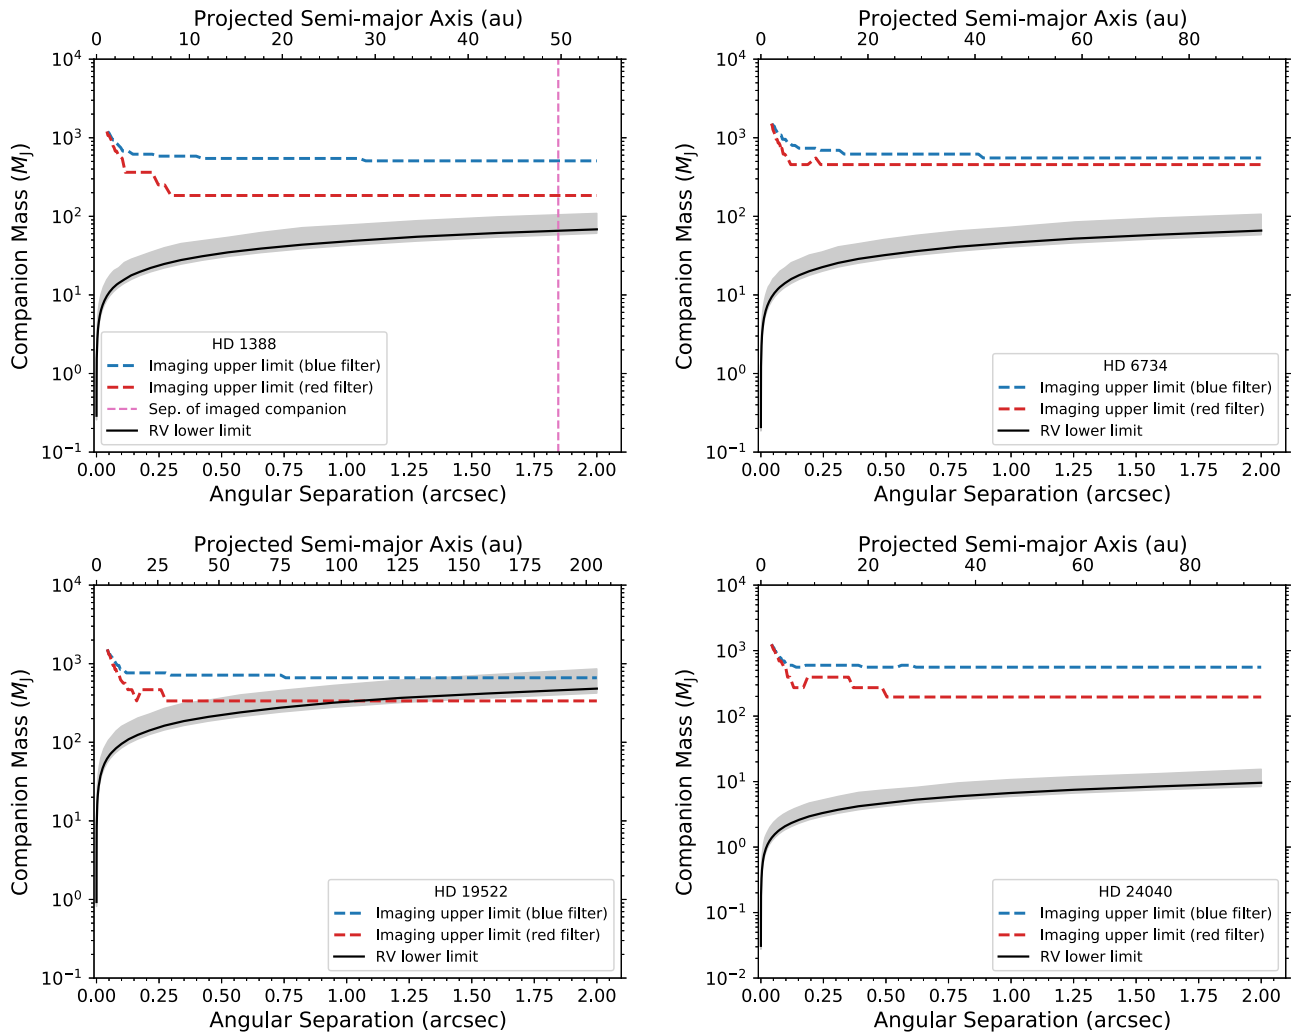 Projected Semi-major Axis (au)
0 10 20 30 40 50
10^4
10^3
10^2
10^1
10^0
10^-1
Companion Mass (M_J)
HD 1388
Imaging upper limit (blue filter)
Imaging upper limit (red filter)
Sep. of imaged companion
RV lower limit
0.00 0.25 0.50 0.75 1.00 1.25 1.50 1.75 2.00
Angular Separation (arcsec)
Projected Semi-major Axis (au)
0 20 40 60 80
10^4
10^3
10^2
10^1
10^0
10^-1
Companion Mass (M_J)
HD 6734
Imaging upper limit (blue filter)
Imaging upper limit (red filter)
RV lower limit
0.00 0.25 0.50 0.75 1.00 1.25 1.50 1.75 2.00
Angular Separation (arcsec)
Projected Semi-major Axis (au)
0 25 50 75 100 125 150 175 200
10^4
10^3
10^2
10^1
10^0
10^-1
Companion Mass (M_J)
HD 19522
Imaging upper limit (blue filter)
Imaging upper limit (red filter)
RV lower limit
0.00 0.25 0.50 0.75 1.00 1.25 1.50 1.75 2.00
Angular Separation (arcsec)
Projected Semi-major Axis (au)
0 20 40 60 80
10^4
10^3
10^2
10^1
10^0
10^-1
10^-2
Companion Mass (M_J)
HD 24040
Imaging upper limit (blue filter)
Imaging upper limit (red filter)
RV lower limit
0.00 0.25 0.50 0.75 1.00 1.25 1.50 1.75 2.00
Angular Separation (arcsec)